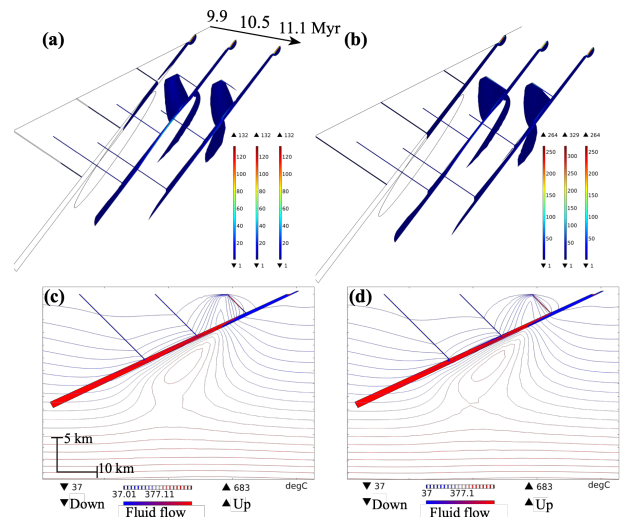 9.9 10.5 11.1 Myr
(a)
(b)
▲ 132 ▲ 132 ▲ 132
120 120 120
100 100 100
80 80 80
60 60 60
40 40 40
20 20 20
▼ 1 ▼ 1 ▼ 1
▲ 264 ▲ 329 ▲ 264
250 300 250
200 250 200
150 200 150
100 150 100
50 100 50
50
▼ 1 ▼ 1 ▼ 1
(c)
(d)
5 km
10 km
▼ 37 ▲ 683 degC
37.01 377.11
▼Down ▲Up
Fluid flow
▼ 37 ▲ 683 degC
37 377.1
▼Down ▲Up
Fluid flow